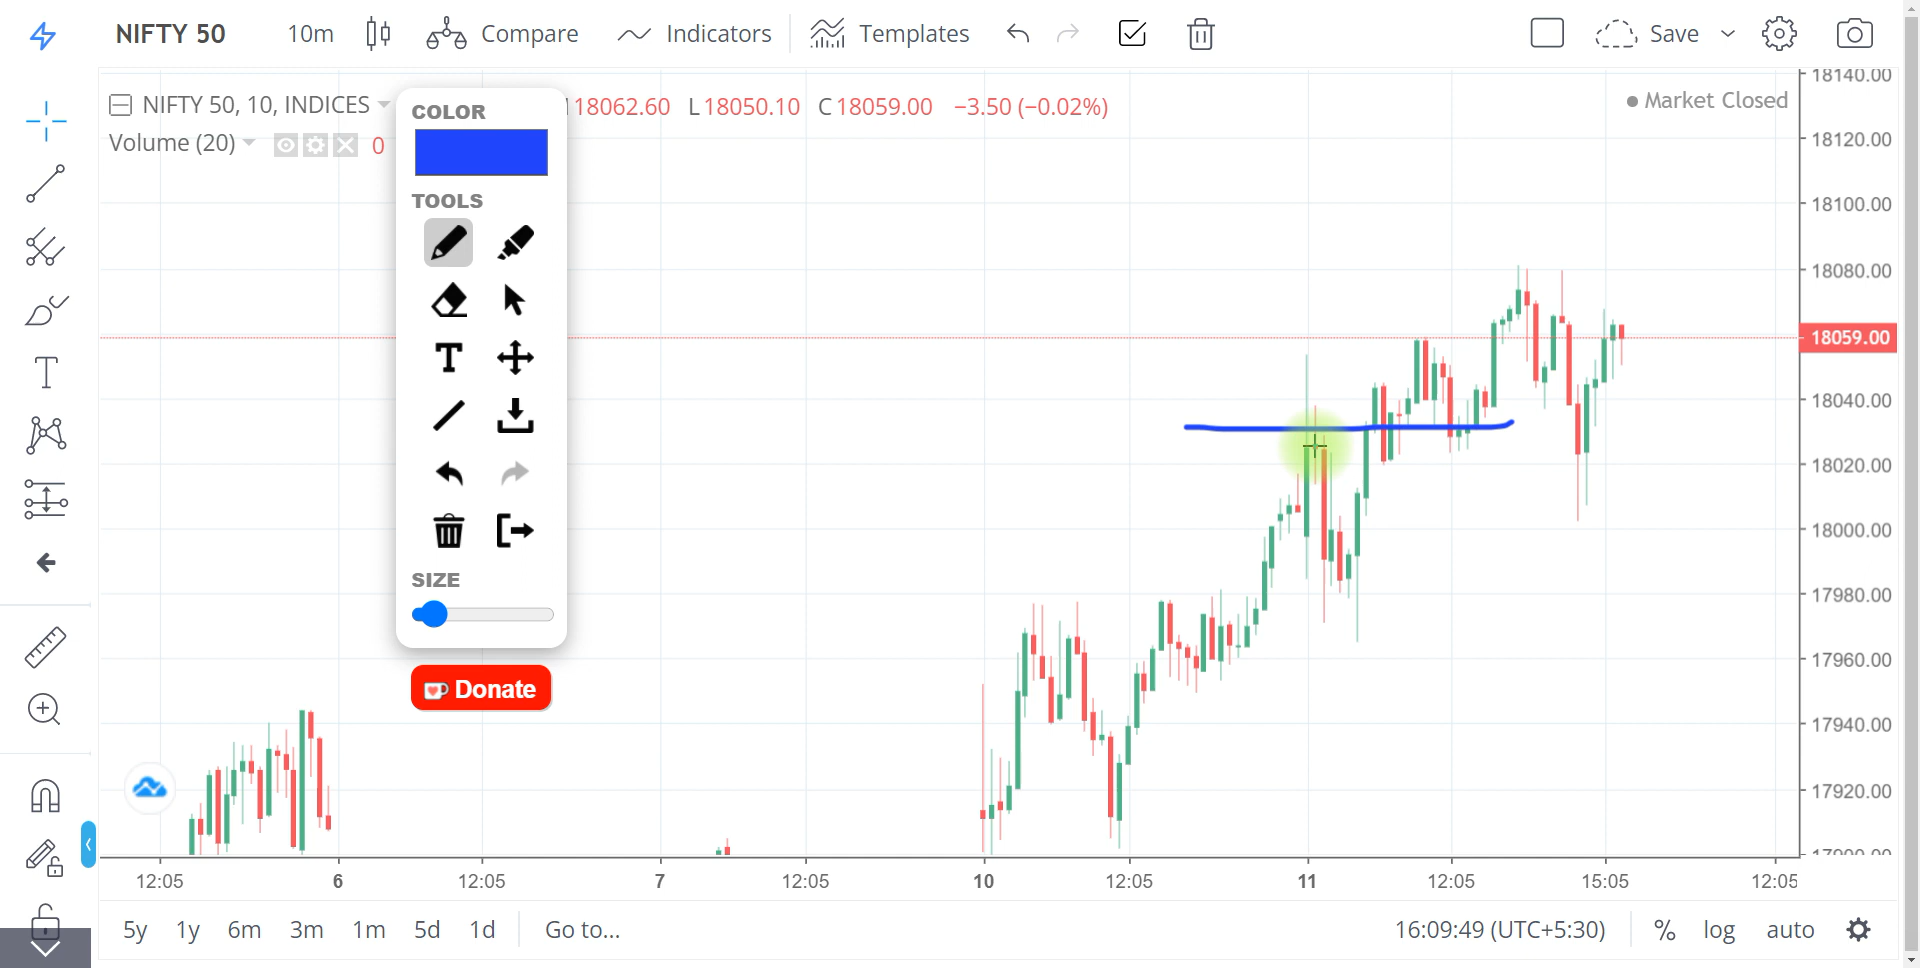 NIFTY 50 10m Compare Indicators Templates Save
NIFTY 50, 10, INDICES 18062.60 L18050.10 C18059.00 −3.50 (−0.02%)
Market Closed
Volume (20) 0
COLOR
TOOLS
T
SIZE
Donate
18140.00
18120.00
18100.00
18080.00
18059.00
18040.00
18020.00
18000.00
17980.00
17960.00
17940.00
17920.00
12:05 6 12:05 7 12:05 10 12:05 11 12:05 15:05 12:05
5y 1y 6m 3m 1m 5d 1d Go to... 16:09:49 (UTC+5:30) % log auto